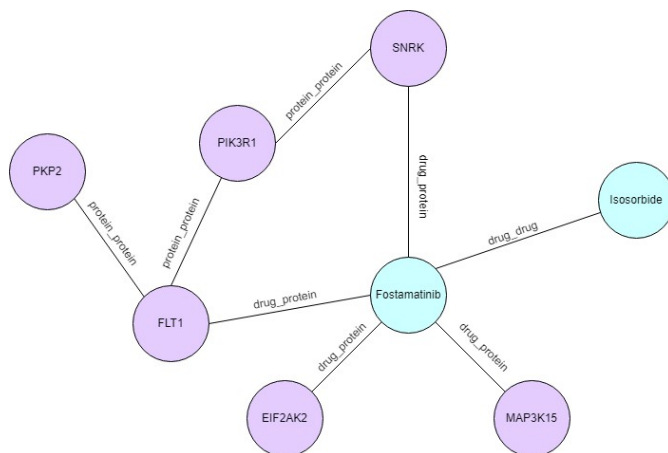 SNRK
protein_protein
PIK3R1
PKP2
drug_protein
Isosorbide
protein_protein
protein_protein
drug_drug
Fostamatinib
drug_protein
FLT1
drug_protein
drug_protein
EIF2AK2
MAP3K15